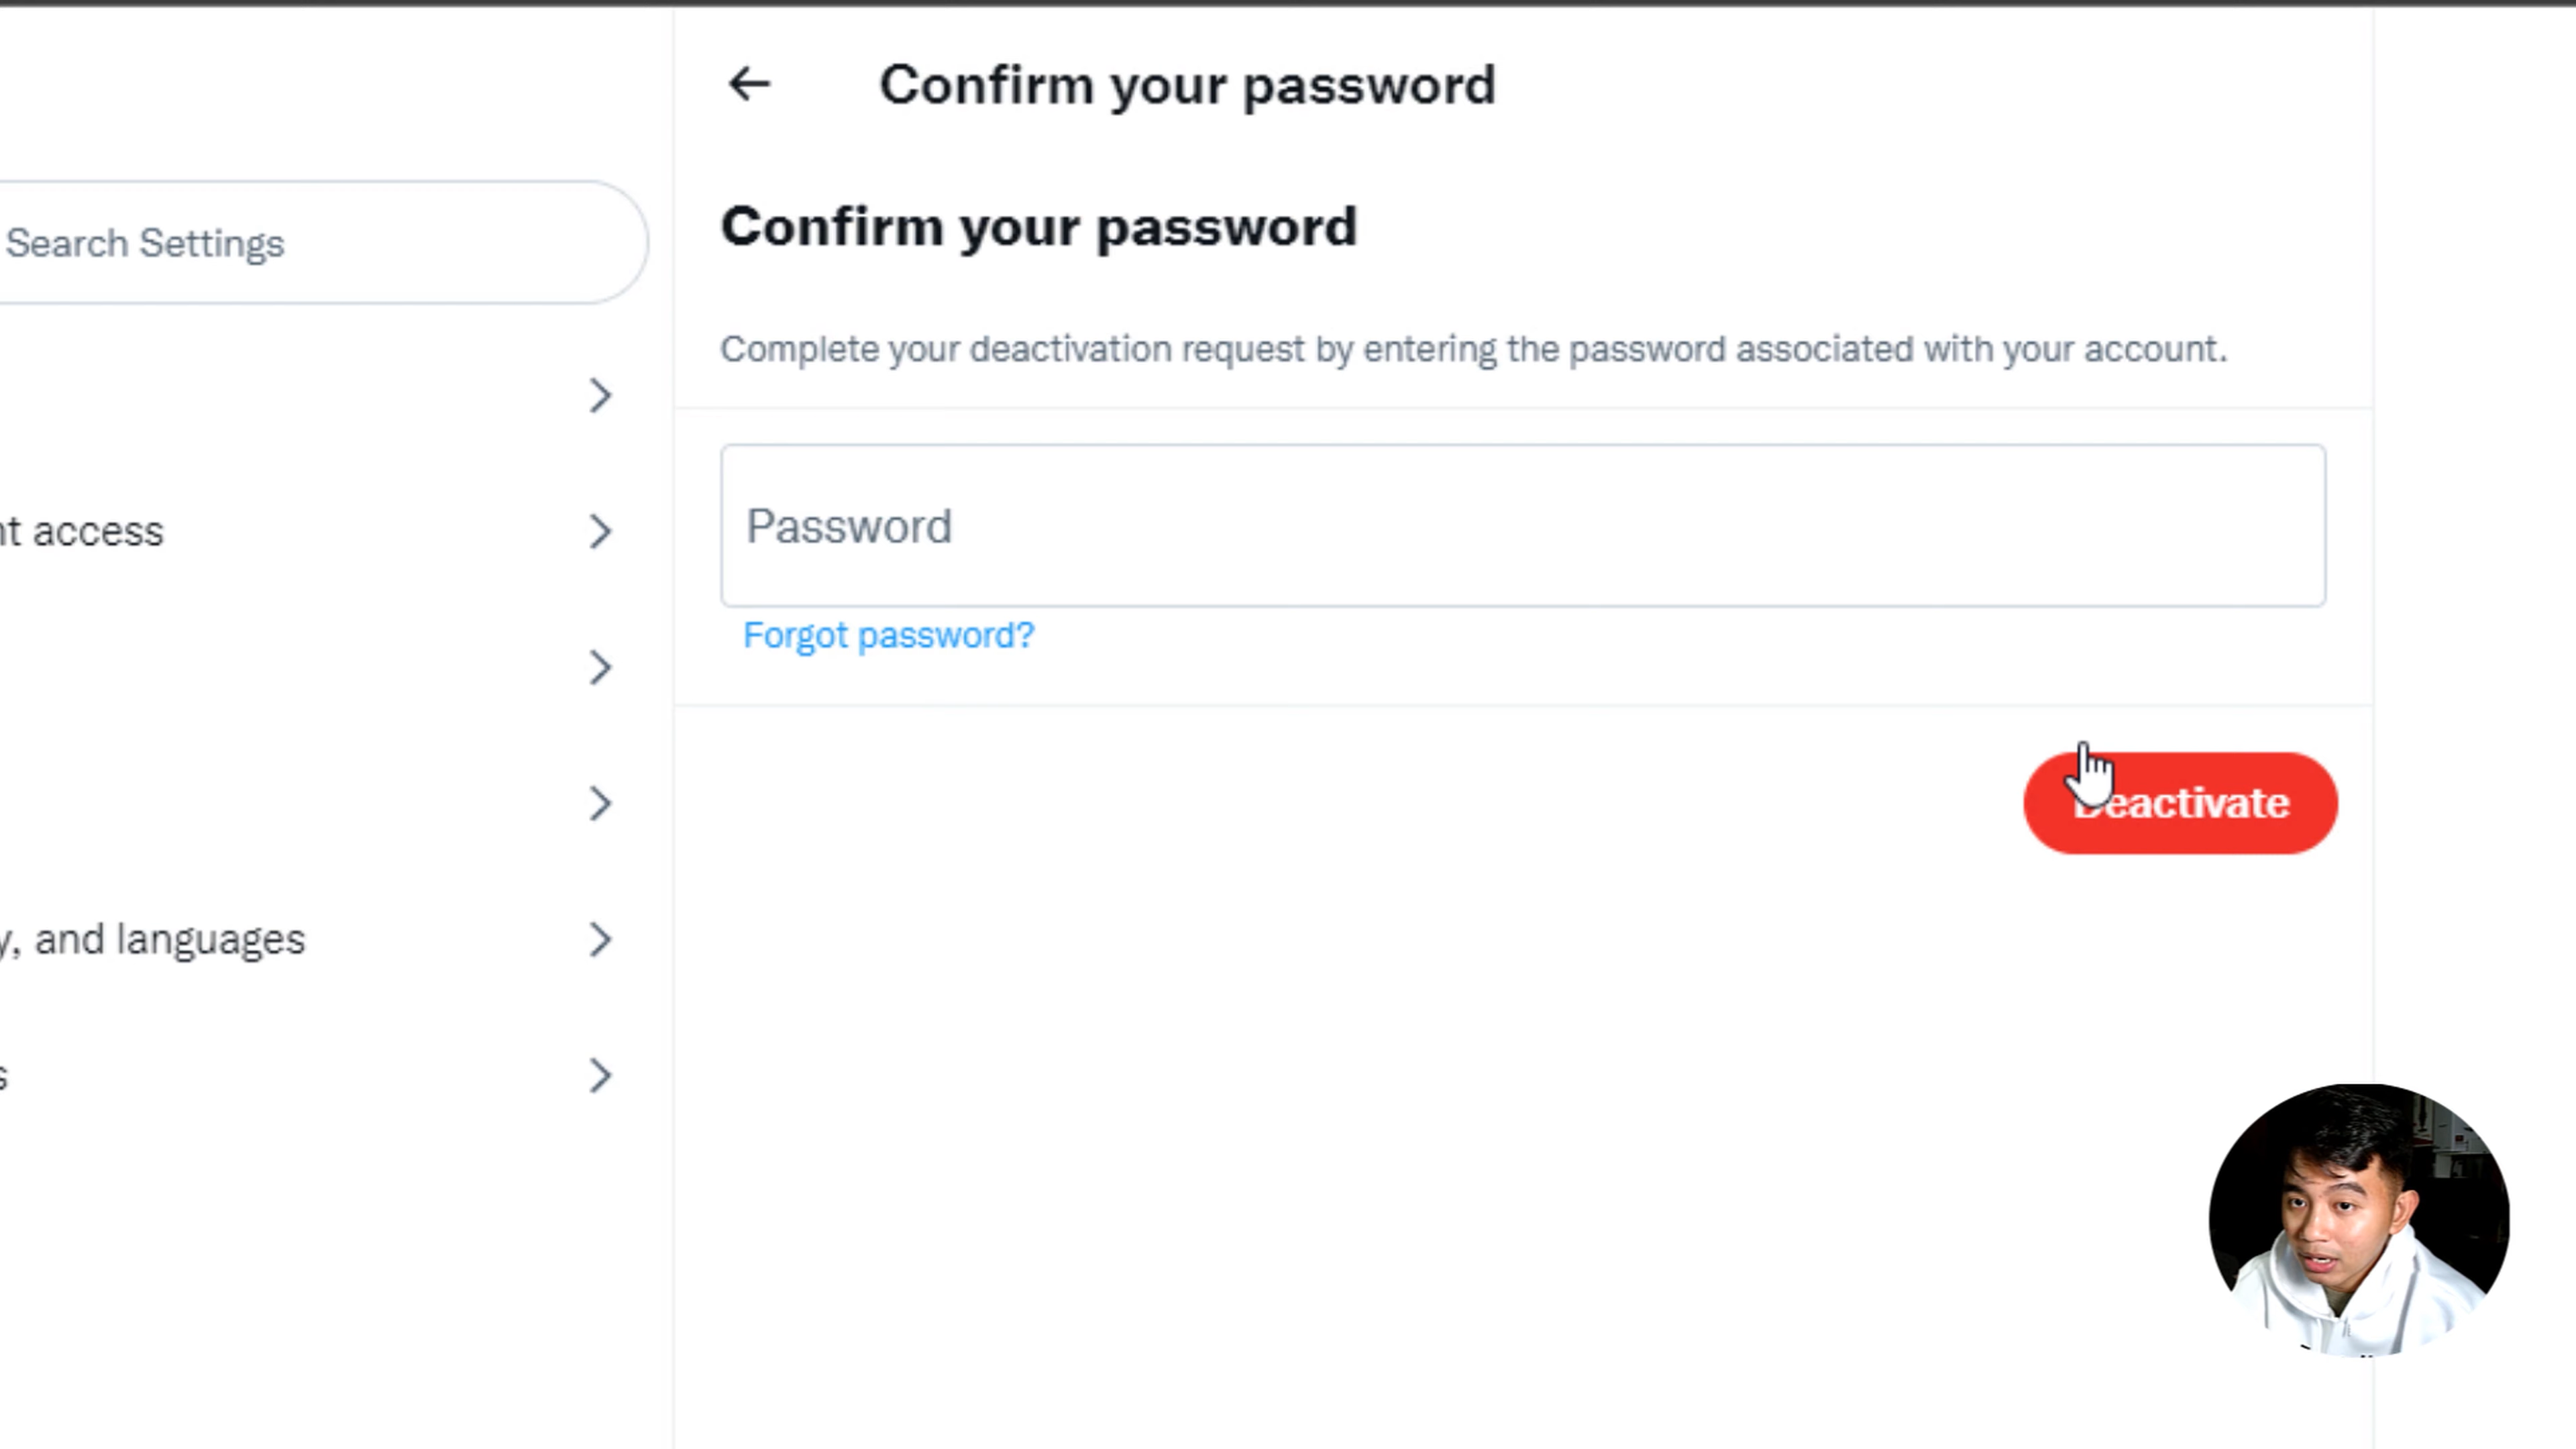 Confirm your password
Search Settings
Confirm your password
Complete your deactivation request by entering the password associated with your account.
Password
access
Forgot password?
Deactivate
y, and languages
s